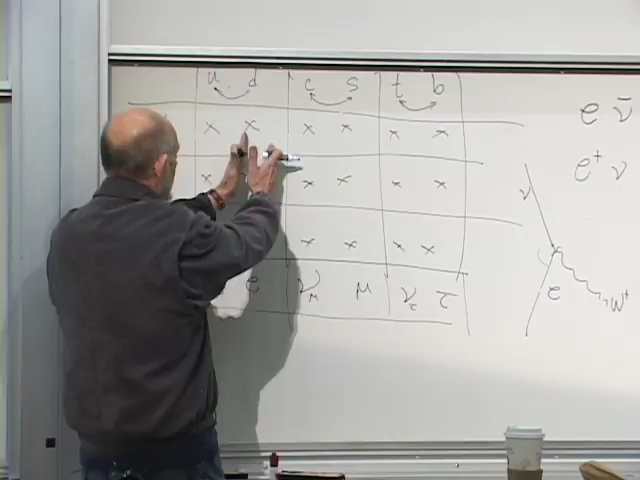 u d c s t b
e ν̄
x x x x x x
e⁺ ν
x x x x x
ν
x x x x
e ν_μ μ ν_τ τ
e
W⁺